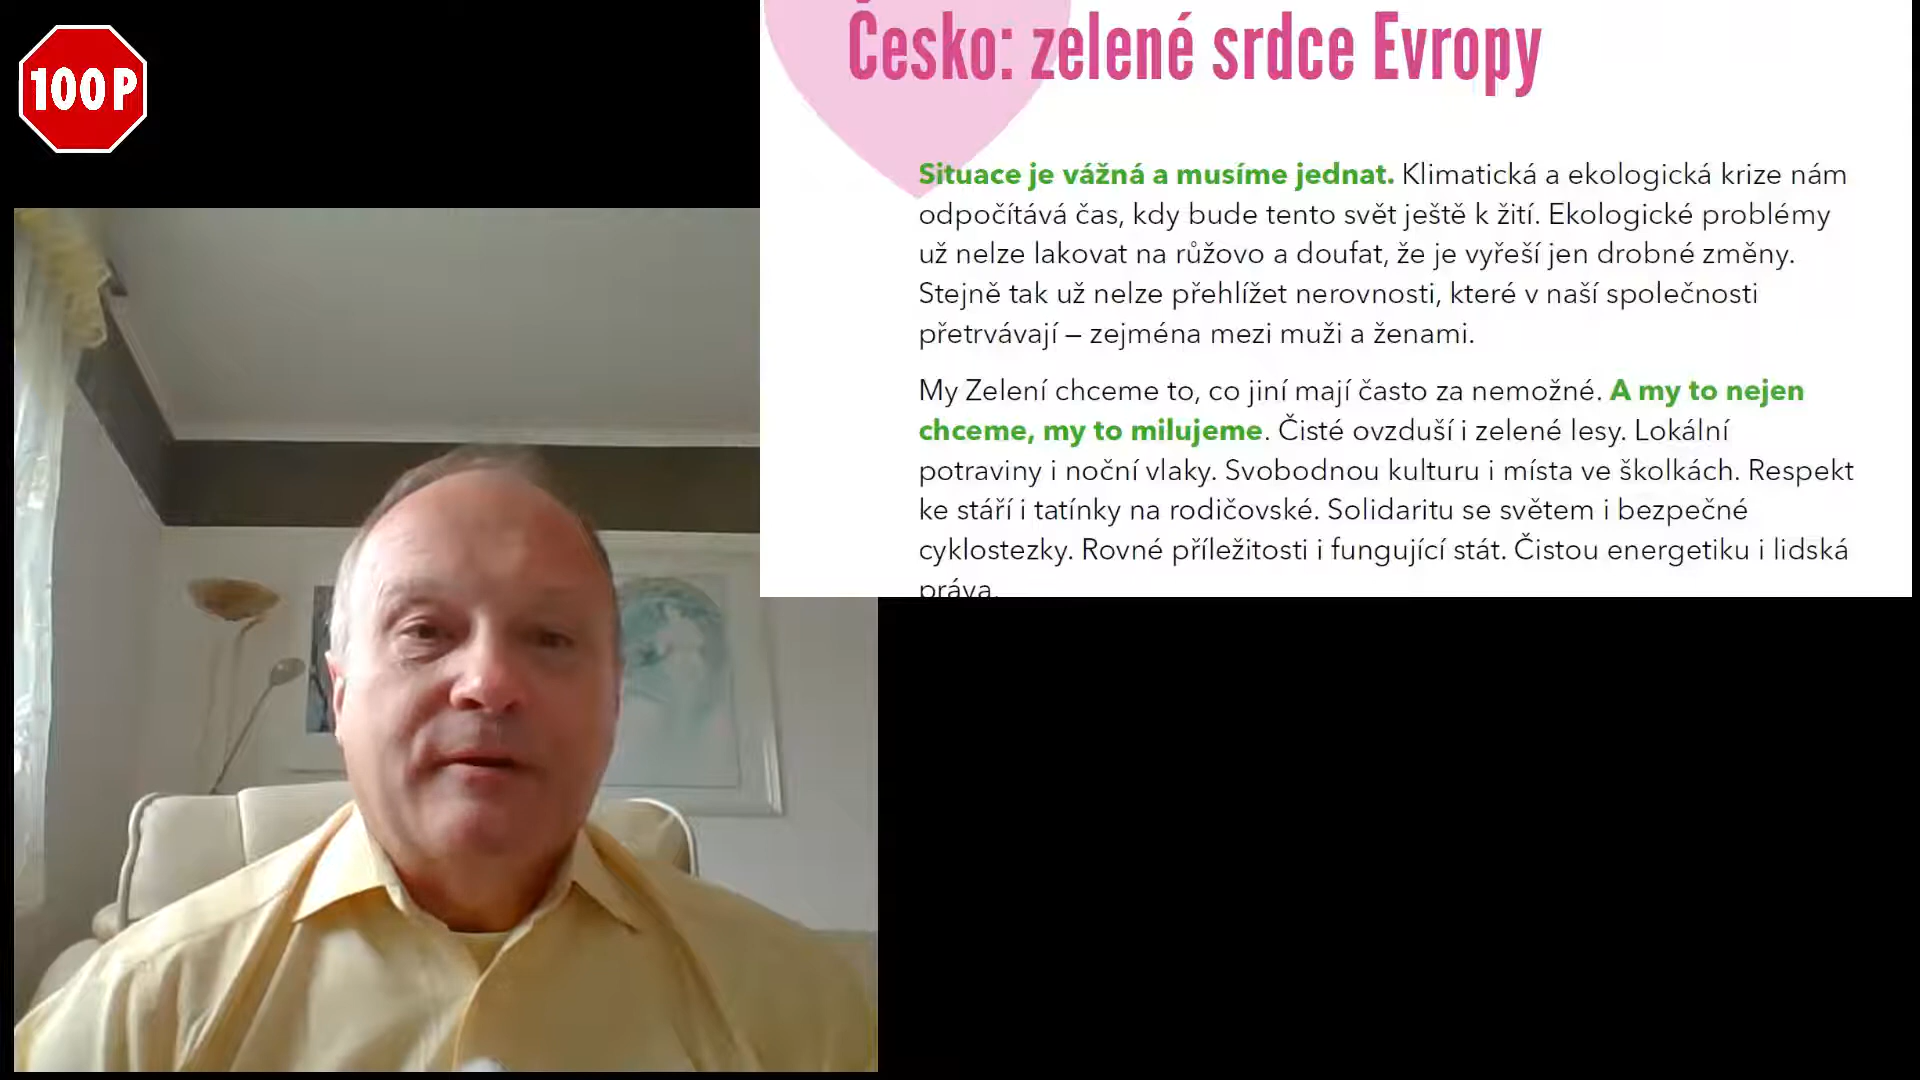 100P
Česko: zelené srdce Evropy
Situace je vážná a musíme jednat. Klimatická a ekologická krize nám
odpočítává čas, kdy bude tento svět ještě k žití. Ekologické problémy
už nelze lakovat na růžovo a doufat, že je vyřeší jen drobné změny.
Stejně tak už nelze přehlížet nerovnosti, které v naší společnosti
přetrvávají – zejména mezi muži a ženami.
My Zelení chceme to, co jiní mají často za nemožné. A my to nejen
chceme, my to milujeme. Čisté ovzduší i zelené lesy. Lokální
potraviny i noční vlaky. Svobodnou kulturu i místa ve školkách. Respekt
ke stáří i tatínky na rodičovské. Solidaritu se světem i bezpečné
cyklostezky. Rovné příležitosti i fungující stát. Čistou energetiku i lidská
práva.